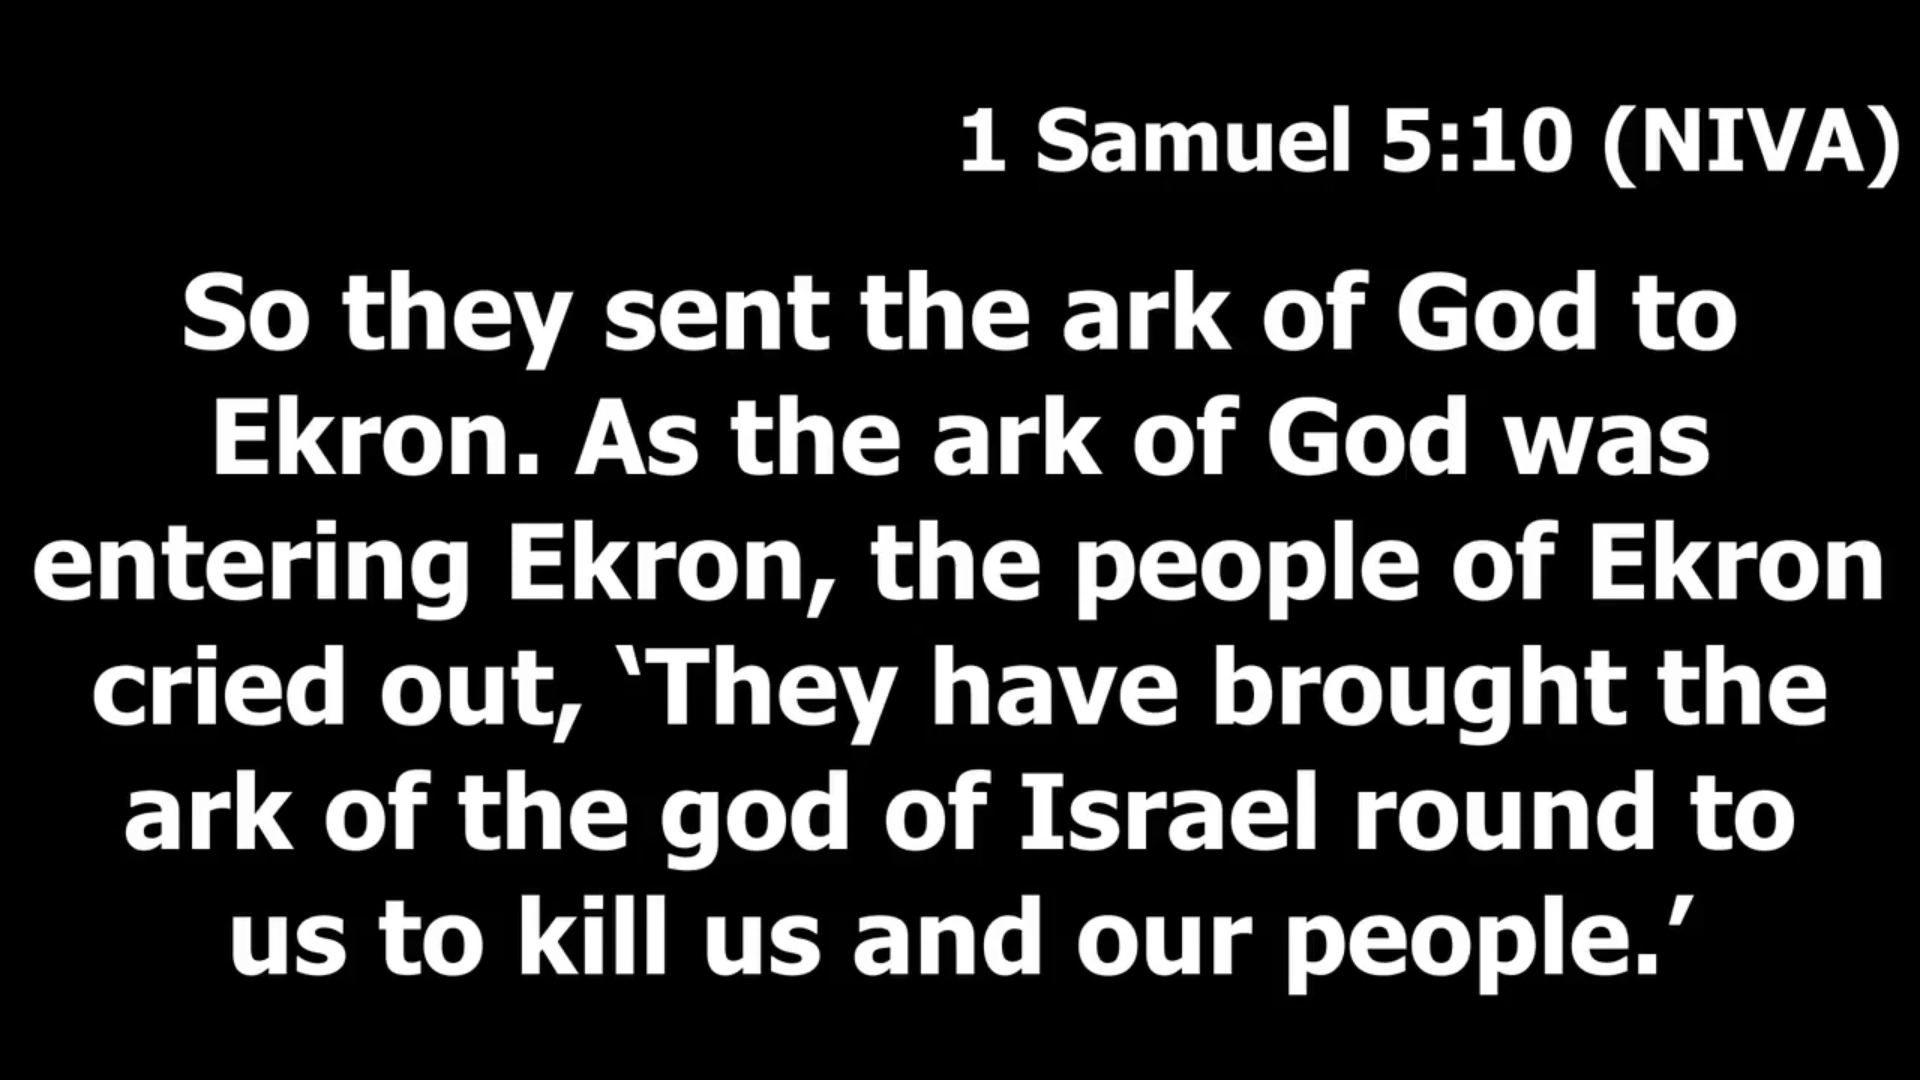 1 Samuel 5:10 (NIVA)
So they sent the ark of God to
Ekron. As the ark of God was
entering Ekron, the people of Ekron
cried out, ‘They have brought the
ark of the god of Israel round to
us to kill us and our people.’